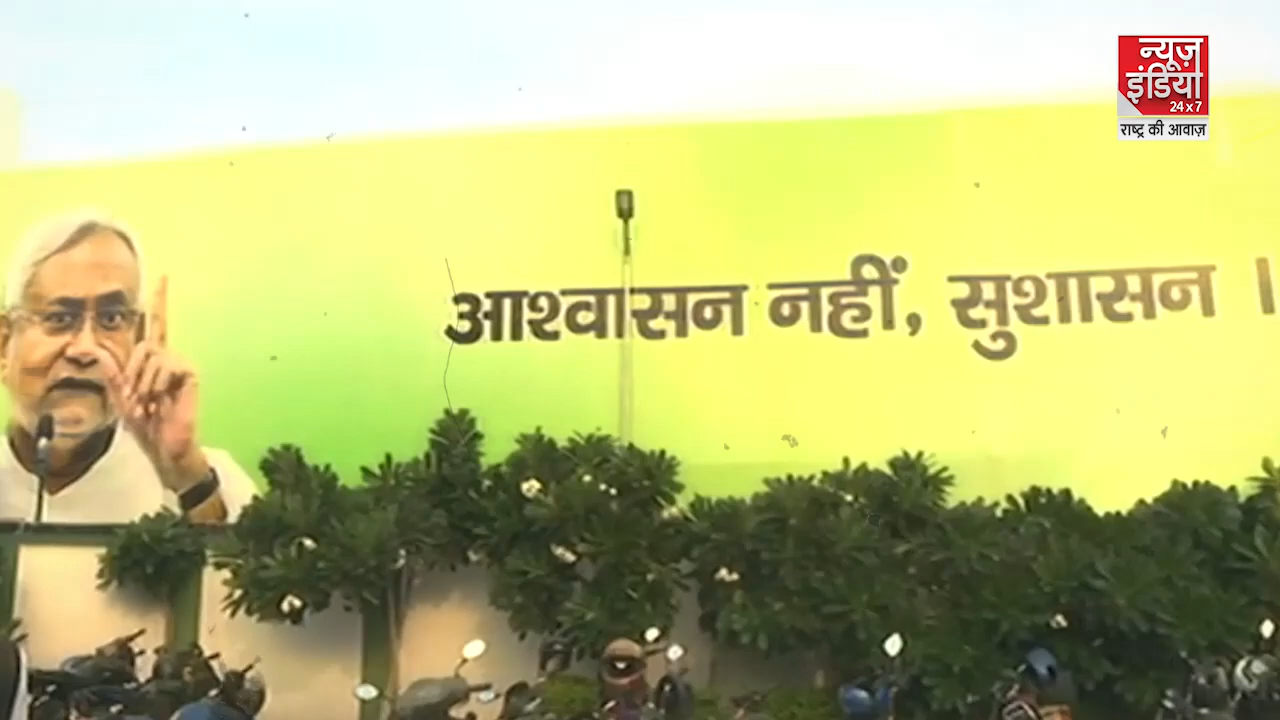 न्यूज़
इंडिया
24x7
राष्ट्र की आवाज़
आश्वासन नहीं, सुशासन ।